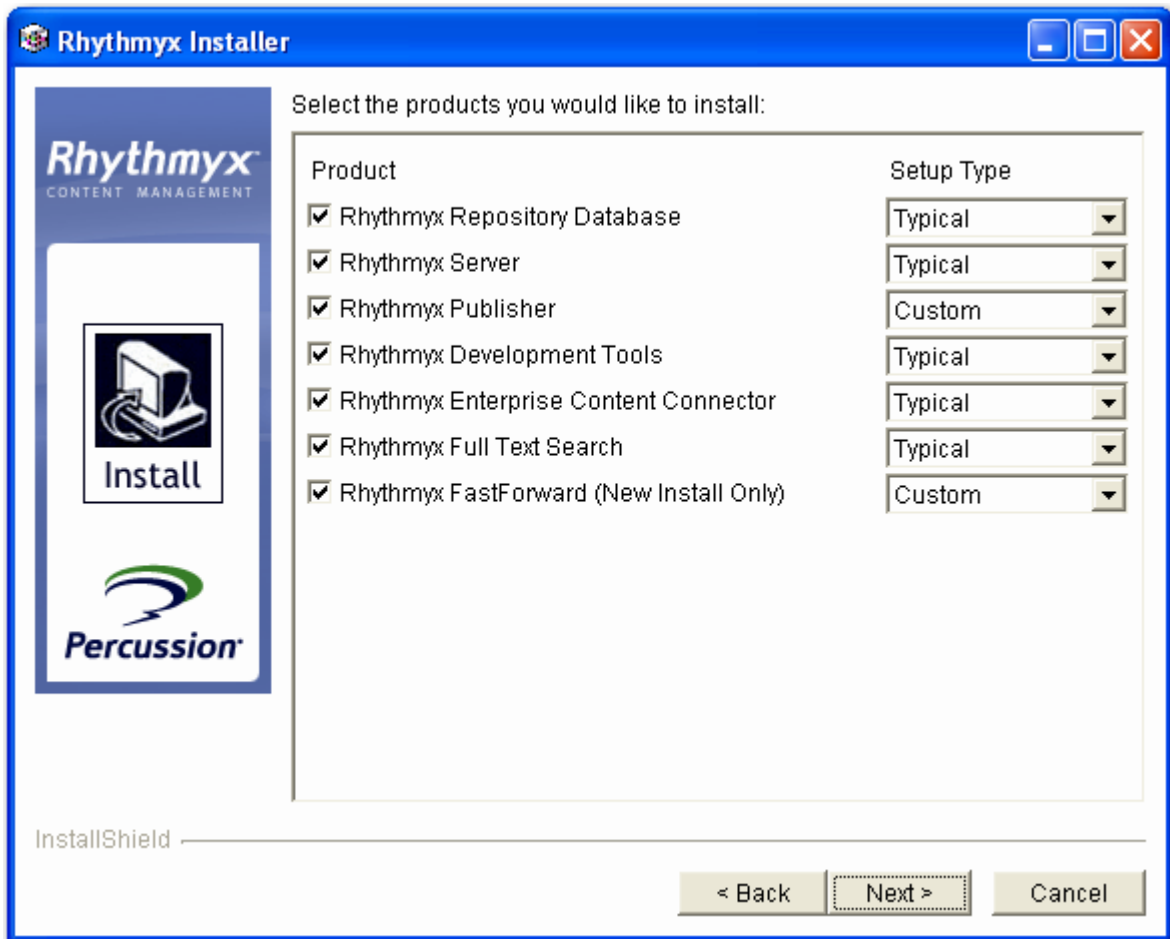 Rhythmyx Installer
Rhythmyx
CONTENT MANAGEMENT
Install
Percussion
Select the products you would like to install:
Product Setup Type
Rhythmyx Repository Database Typical
Rhythmyx Server Typical
Rhythmyx Publisher Custom
Rhythmyx Development Tools Typical
Rhythmyx Enterprise Content Connector Typical
Rhythmyx Full Text Search Typical
Rhythmyx FastForward (New Install Only) Custom
InstallShield
< Back Next > Cancel